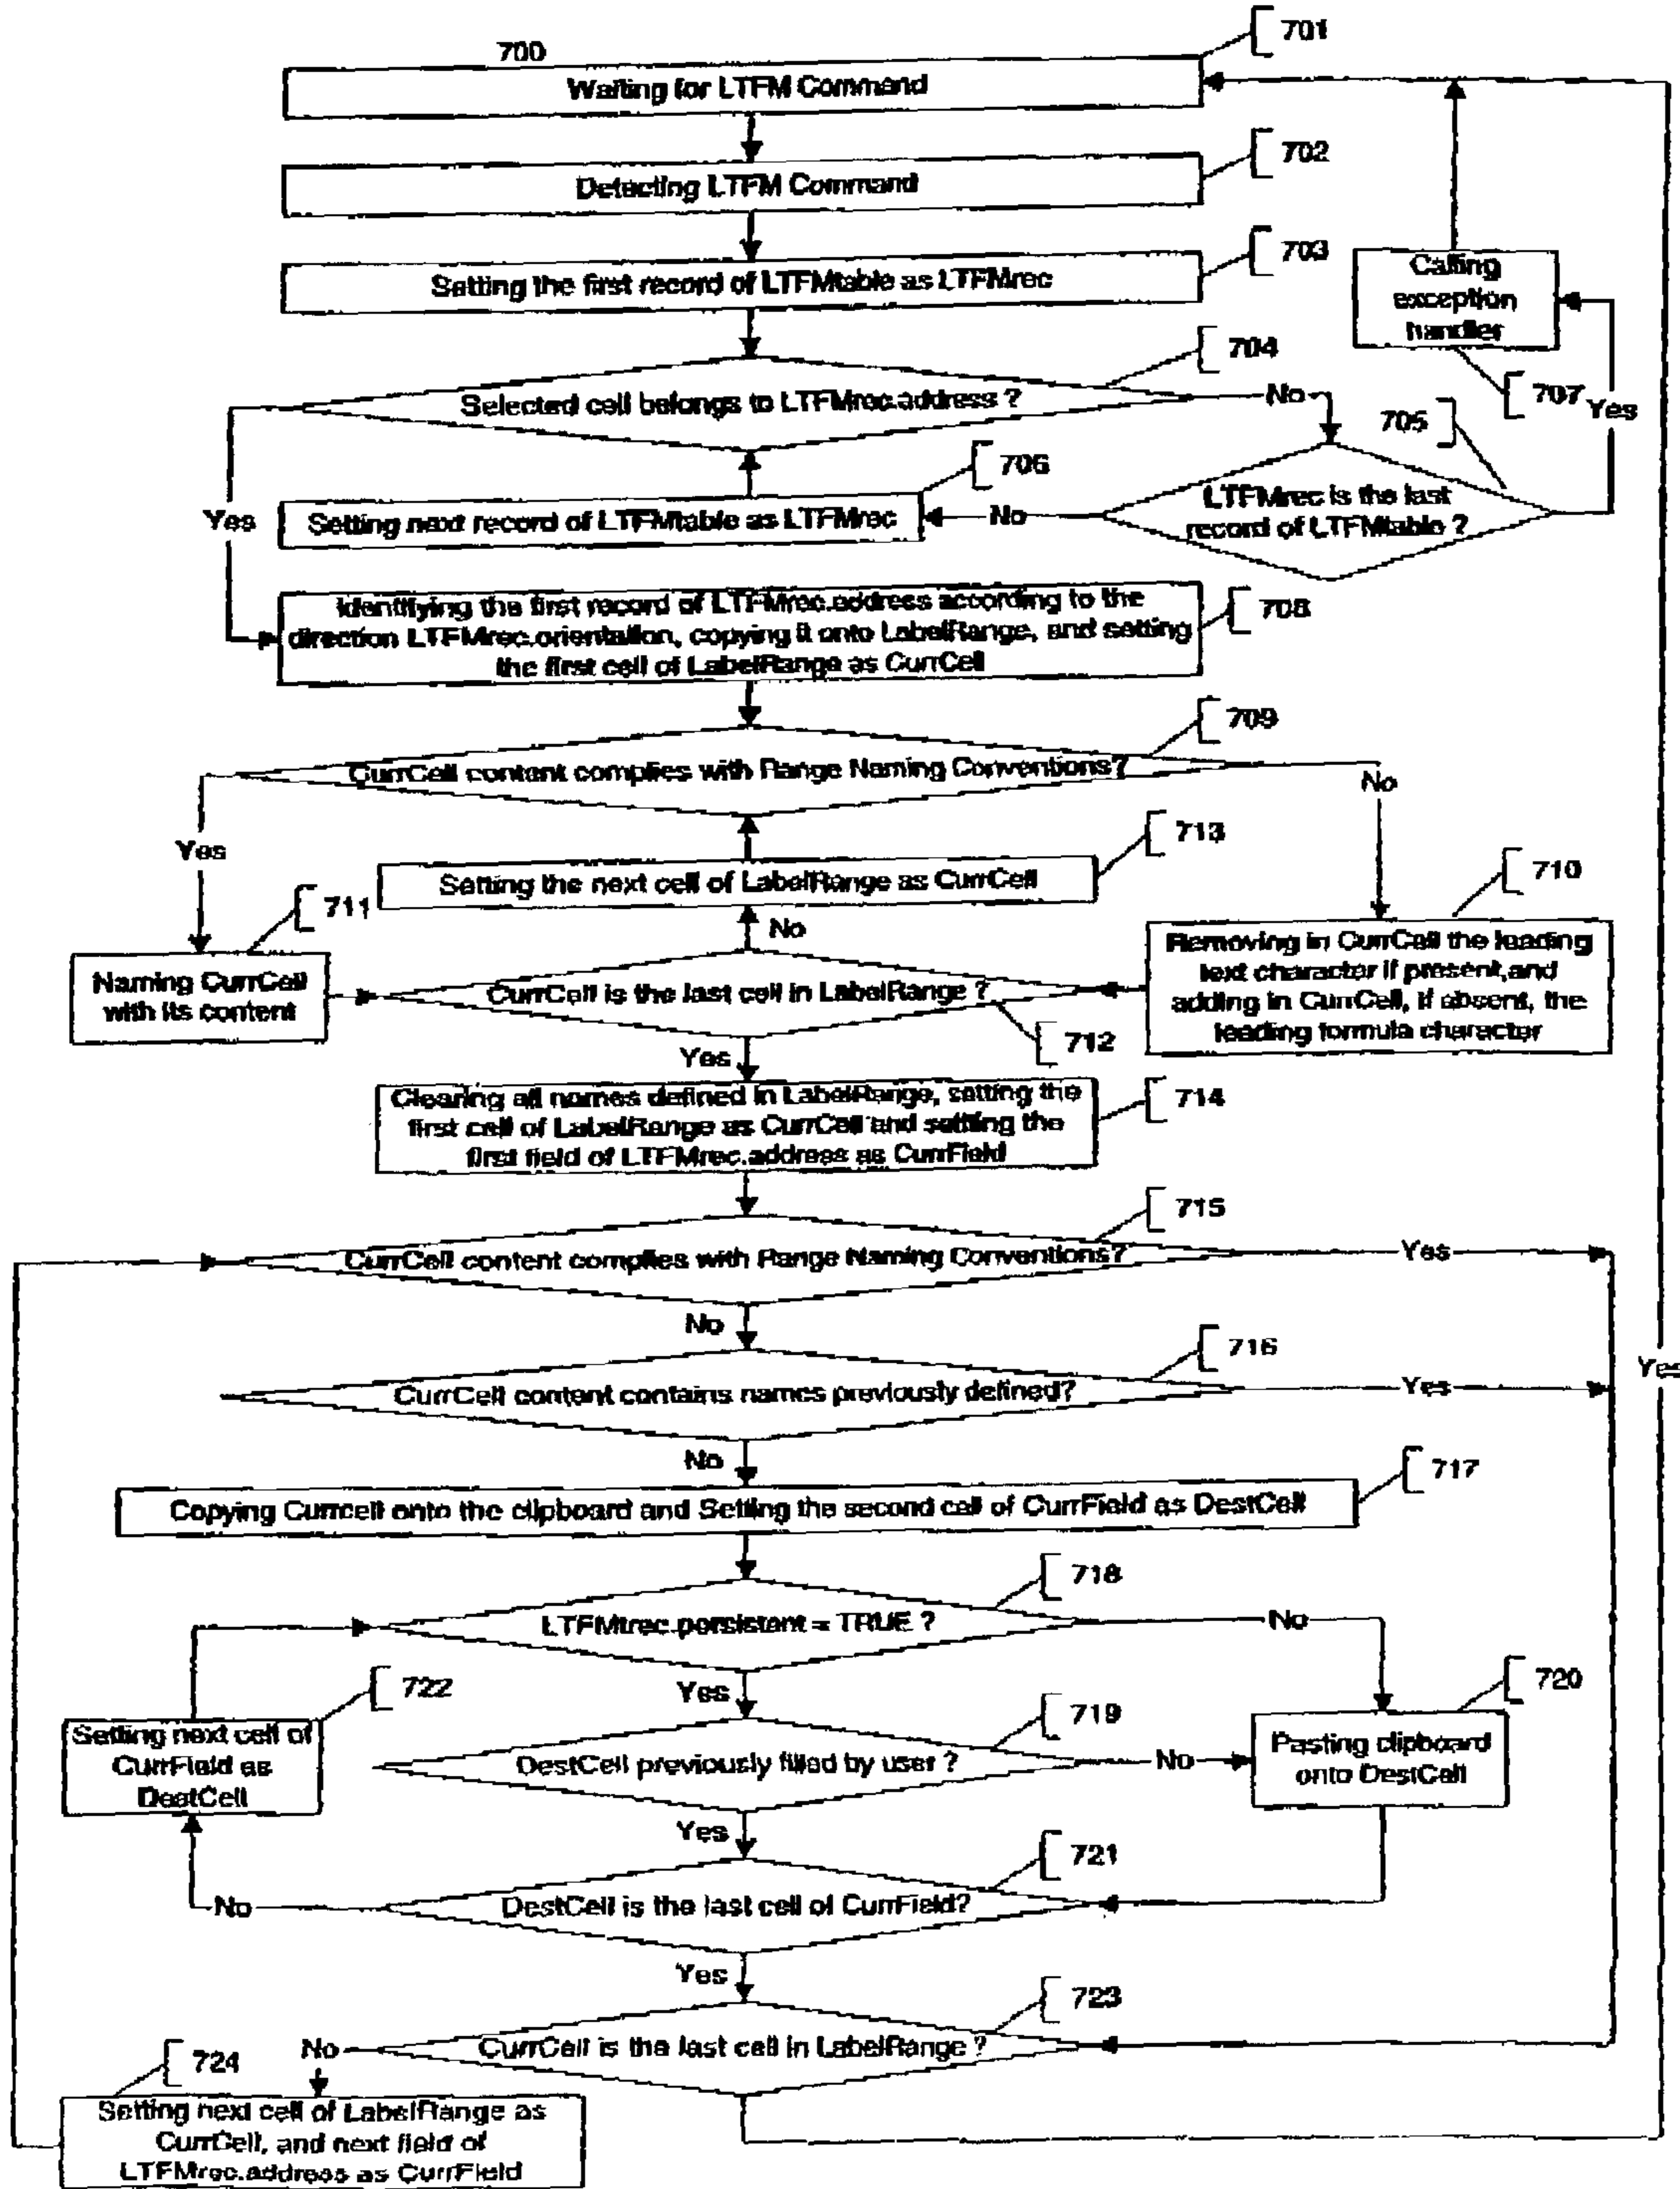 700
701
Waiting for LTFM Command
702
Detecting LTFM Command
703
Setting the first record of LTFMtable as LTFMrec
Calling
exception
handler
704
Selected cell belongs to LTFMrec.address ?
No
707
Yes
705
706
Yes
Setting next record of LTFMtable as LTFMrec
No
LTFMrec is the last
record of LTFMtable ?
Identifying the first record of LTFMrec.address according to the
direction LTFMrec.orientation, copying it onto LabelRange, and setting
the first cell of LabelRange as CurrCell
708
709
CurrCell content complies with Range Naming Conventions?
No
Yes
713
Setting the next cell of LabelRange as CurrCell
710
711
No
Naming CurrCell
with its content
CurrCell is the last cell in LabelRange ?
Removing in CurrCell the leading
text character if present,and
adding in CurrCell, if absent, the
leading formula character
712
Yes
Clearing all names defined in LabelRange, setting the
first cell of LabelRange as CurrCell and setting the
first field of LTFMrec.address as CurrField
714
715
CurrCell content complies with Range Naming Conventions?
Yes
No
716
CurrCell content contains names previously defined?
Yes
Yes
No
717
Copying Currcell onto the clipboard and Setting the second cell of CurrField as DestCell
718
LTFMtrec.persistent = TRUE ?
No
722
Yes
720
719
Setting next cell of
CurrField as
DestCell
DestCell previously filled by user ?
No
Pasting clipboard
onto DestCell
Yes
721
No
DestCell is the last cell of CurrField?
Yes
723
724
No
CurrCell is the last cell in LabelRange ?
Setting next cell of LabelRange as
CurrCell, and next field of
LTFMrec.address as CurrField